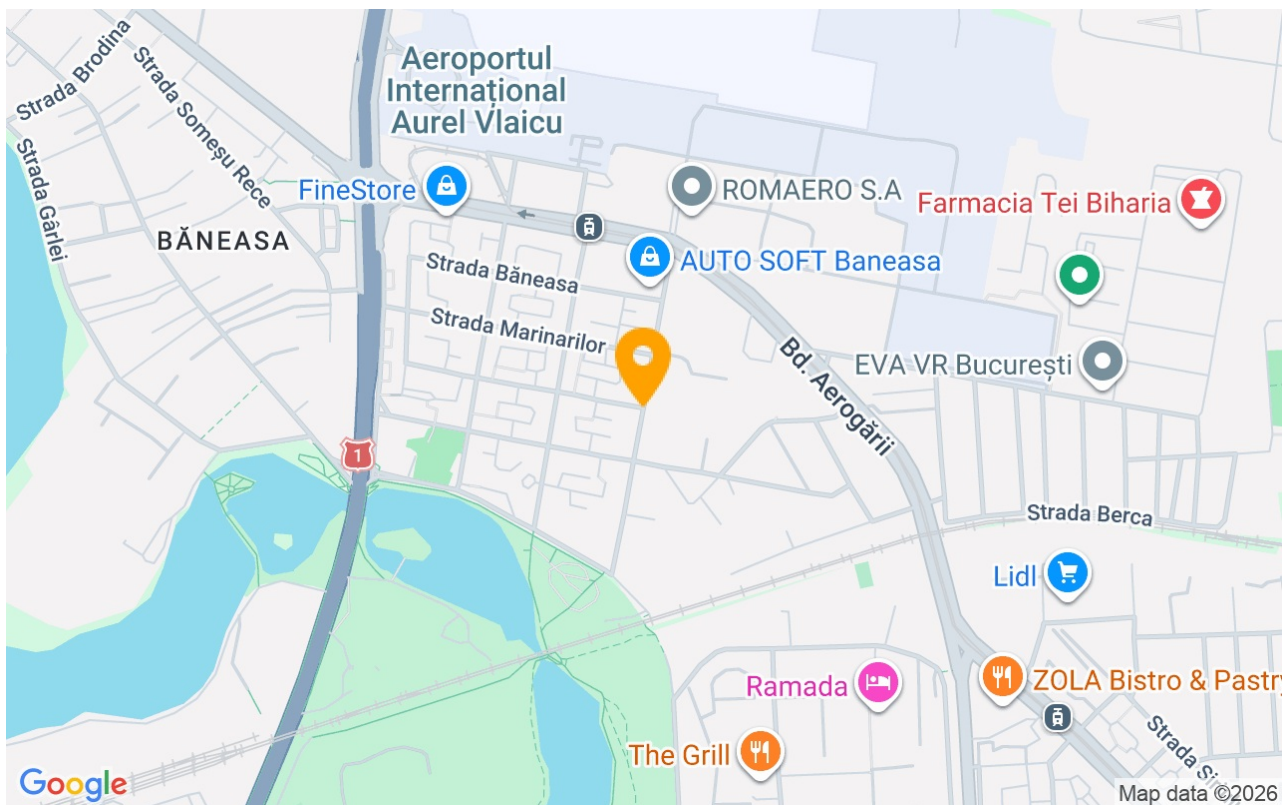 Strada Brodina
Strada Someșu Rece
Strada Gârlei
BĂNEASA
Aeroportul
Internațional
Aurel Vlaicu
FineStore
ROMAERO S.A
Farmacia Tei Biharia
AUTO SOFT Baneasa
Strada Băneasa
Strada Marinarilor
Bd. Aerogării
EVA VR București
1
Strada Berca
Lidl
Ramada
ZOLA Bistro & Pastry
The Grill
Strada
Google
Map data ©2026